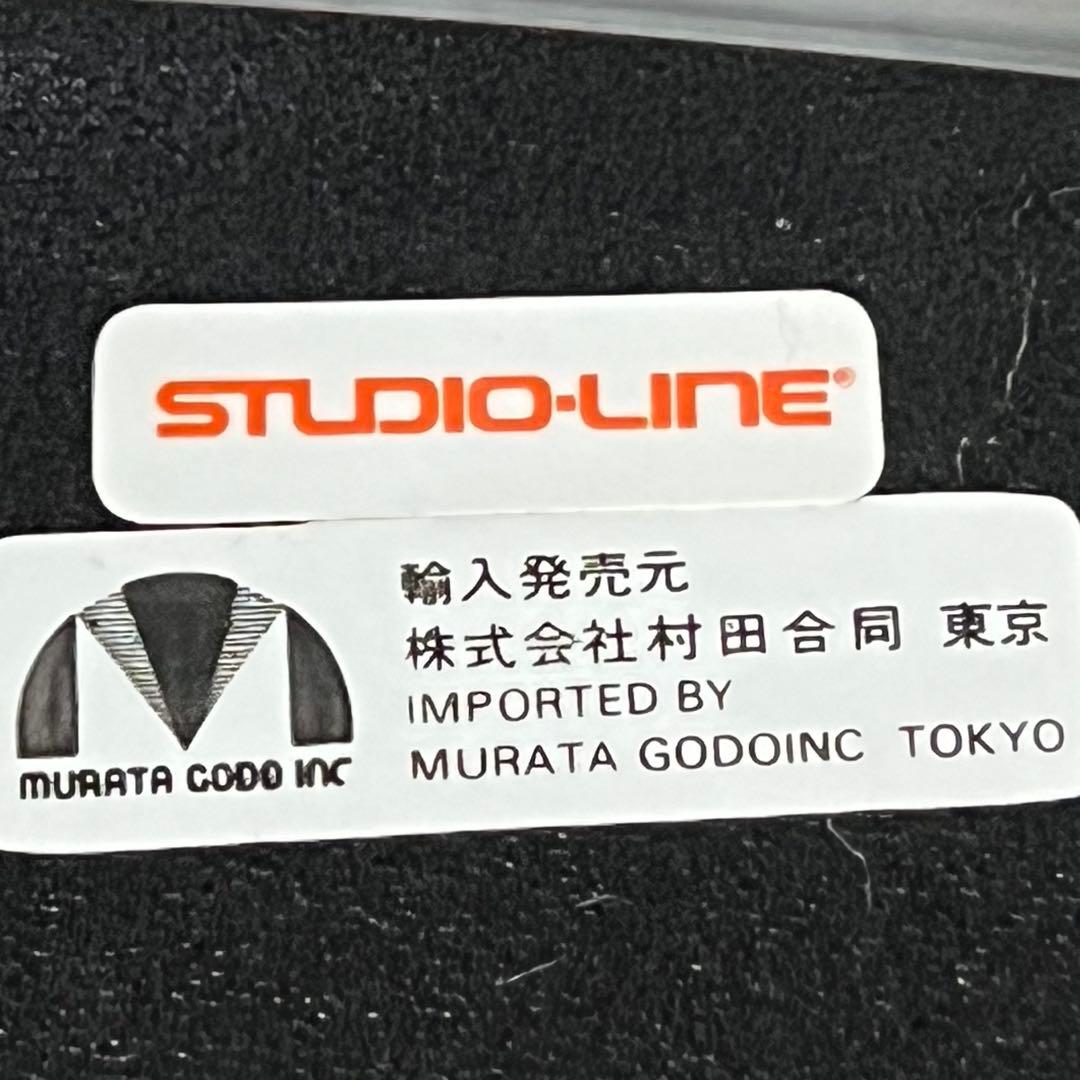 STUDIO-LINE®
輸入発売元
株式会社村田合同 東京
IMPORTED BY
MURATA GODOINC TOKYO
MURATA GODO INC